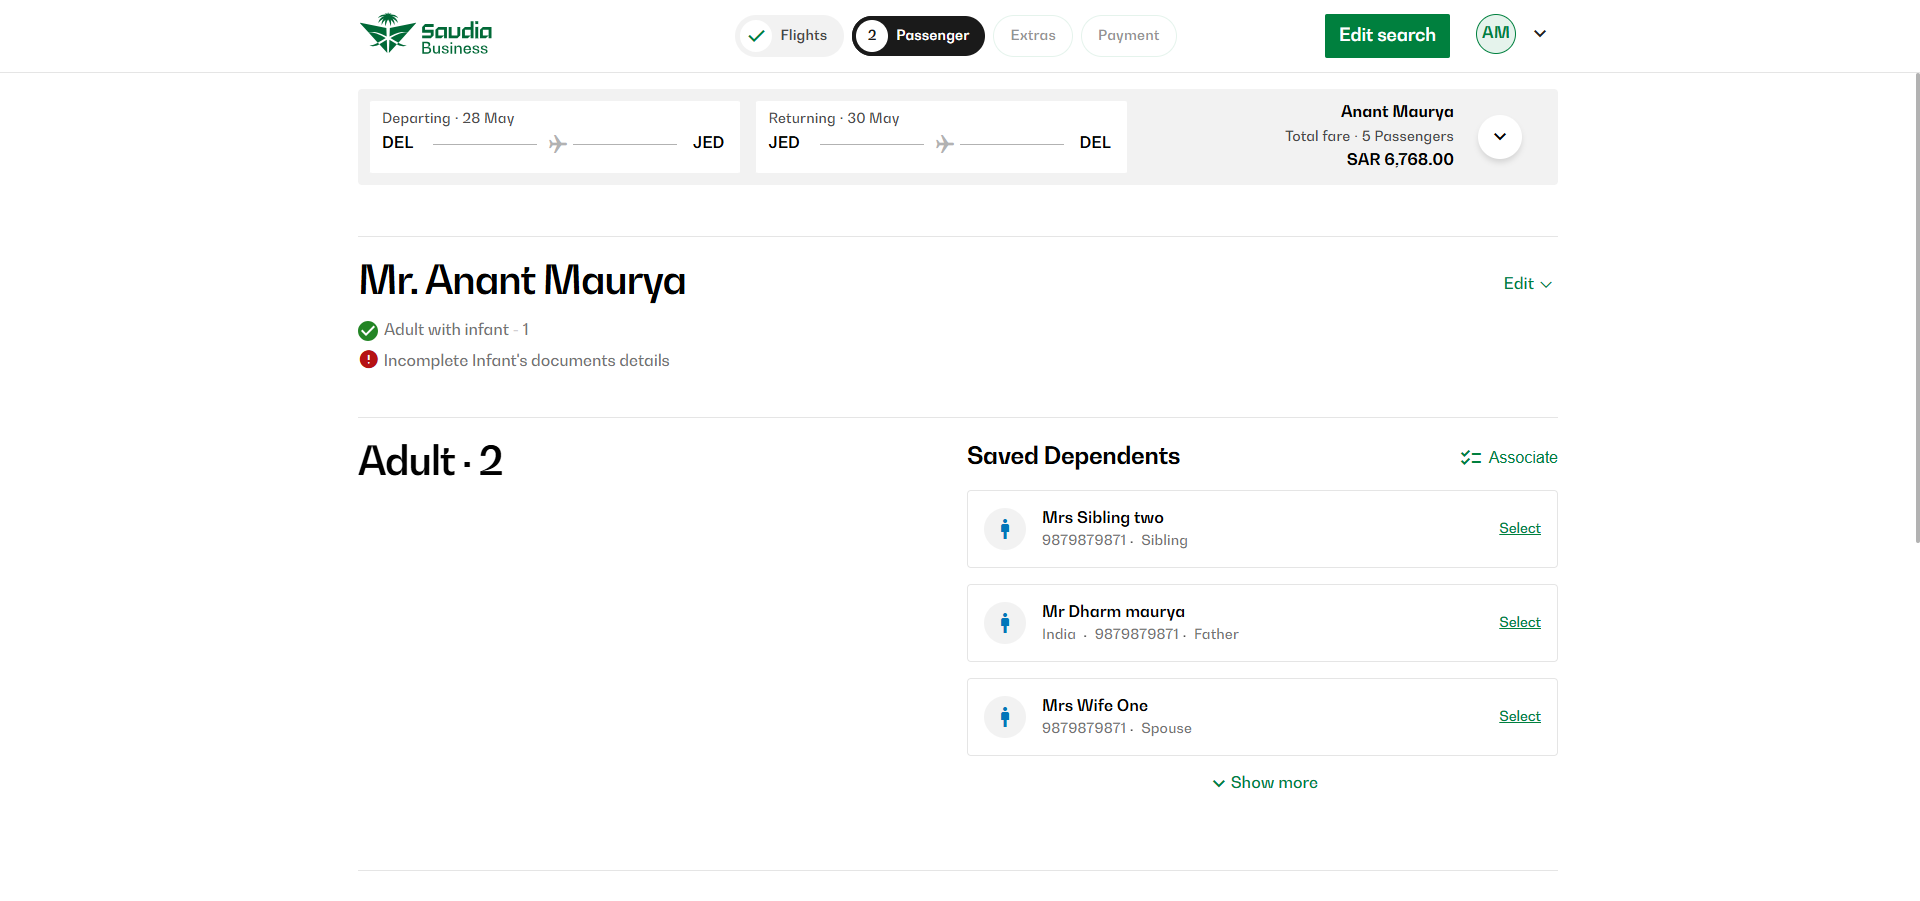 Saudia
Business
Flights
2 Passenger
Extras
Payment
Edit search
AM
Departing · 28 May
DEL JED
Returning · 30 May
JED DEL
Anant Maurya
Total fare · 5 Passengers
SAR 6,768.00
Mr. Anant Maurya
Edit
Adult with infant - 1
Incomplete Infant's documents details
Adult · 2
Saved Dependents
Associate
Mrs Sibling two
9879879871 · Sibling
Select
Mr Dharm maurya
India · 9879879871 · Father
Select
Mrs Wife One
9879879871 · Spouse
Select
Show more